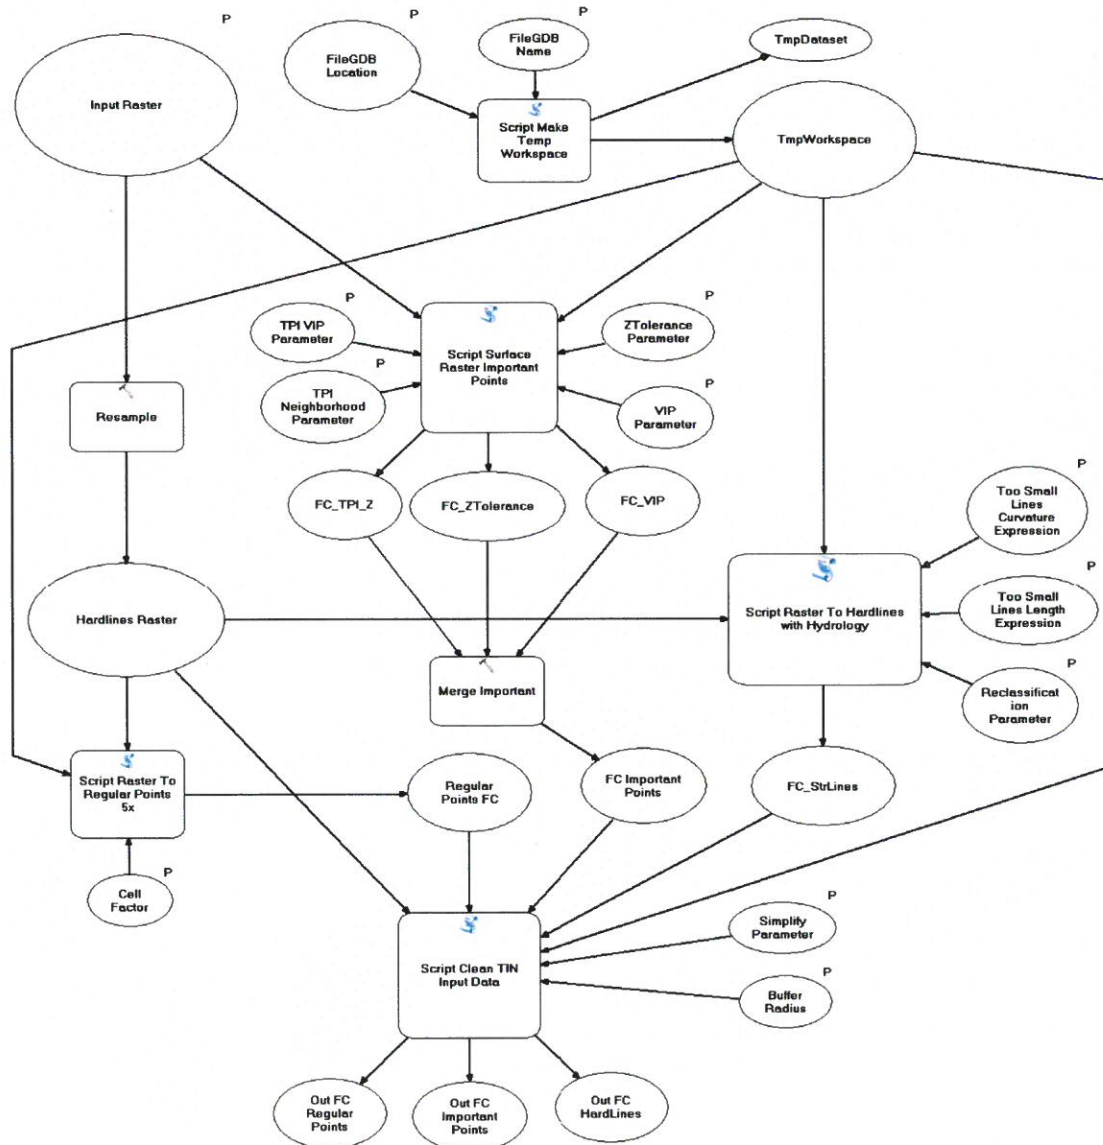 P
P
P
FileGDB
Location
FileGDB
Name
TmpDataset
Input Raster
Script Make
Temp
Workspace
TmpWorkspace
P
TPI VIP
Parameter
P
TPI
Neighborhood
Parameter
Script Surface
Raster Important
Points
P
ZTolerance
Parameter
P
VIP
Parameter
Resample
FC_TPI_Z
FC_ZTolerance
FC_VIP
P
Too Small
Lines
Curvature
Expression
P
Too Small
Lines Length
Expression
P
Reclassificat
ion
Parameter
Hardlines Raster
Script Raster To Hardlines
with Hydrology
Merge Important
Script Raster To
Regular Points
5x
Regular
Points FC
FC Important
Points
FC_StrLines
P
Cell
Factor
P
Simplify
Parameter
Script Clean TIN
Input Data
P
Buffer
Radius
Out FC
Regular
Points
Out FC
Important
Points
Out FC
HardLines